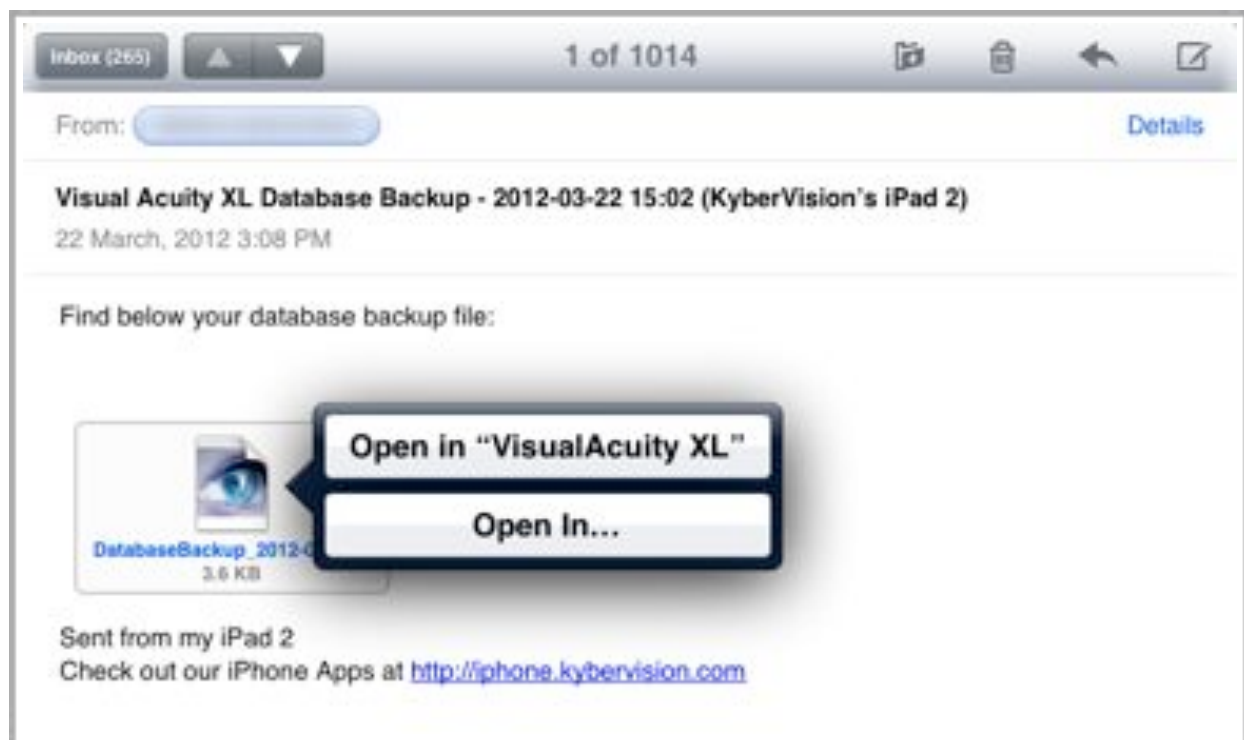 Inbox (265)
1 of 1014
From:
Details
Visual Acuity XL Database Backup - 2012-03-22 15:02 (KyberVision's iPad 2)
22 March, 2012 3:08 PM
Find below your database backup file:
Open in “VisualAcuity XL”
Open In...
DatabaseBackup_2012-
3.6 KB
Sent from my iPad 2
Check out our iPhone Apps at http://iphone.kybervision.com